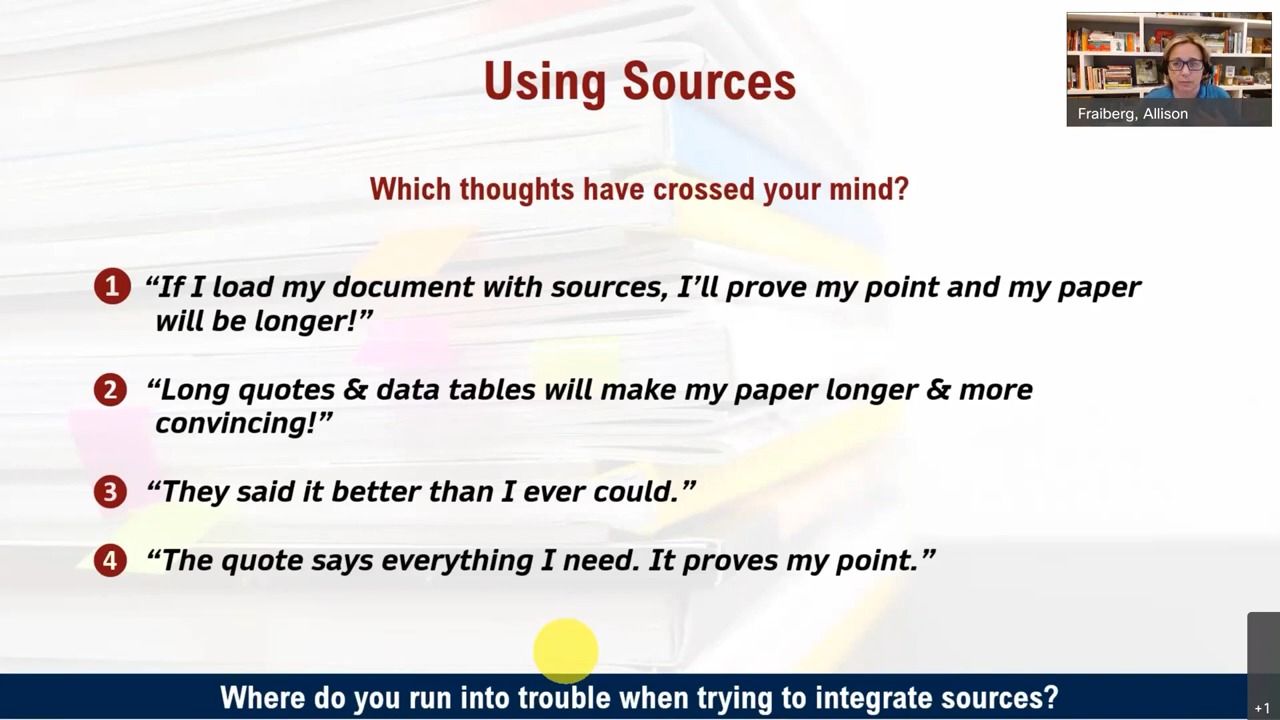 Using Sources
Fraiberg, Allison
Which thoughts have crossed your mind?
1 “If I load my document with sources, I’ll prove my point and my paper
will be longer!”
2 “Long quotes & data tables will make my paper longer & more
convincing!”
3 “They said it better than I ever could.”
4 “The quote says everything I need. It proves my point.”
Where do you run into trouble when trying to integrate sources?
+1